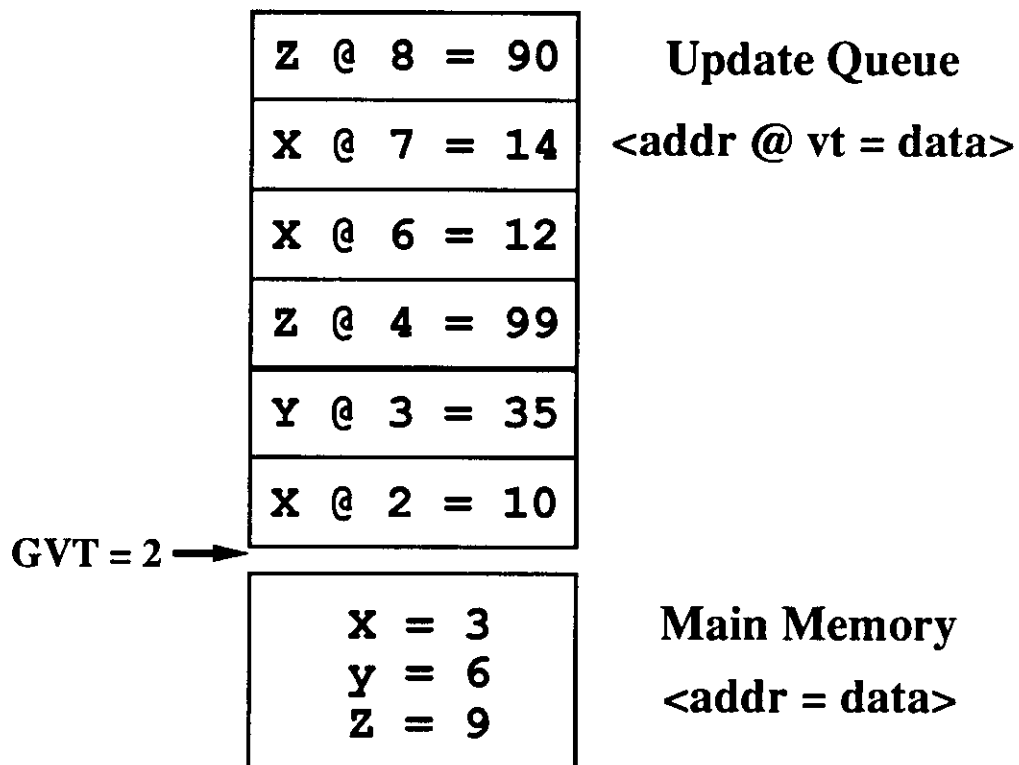 Z @ 8 = 90
Update Queue
X @ 7 = 14
<addr @ vt = data>
X @ 6 = 12
Z @ 4 = 99
Y @ 3 = 35
X @ 2 = 10
GVT = 2
X = 3
Main Memory
y = 6
<addr = data>
Z = 9